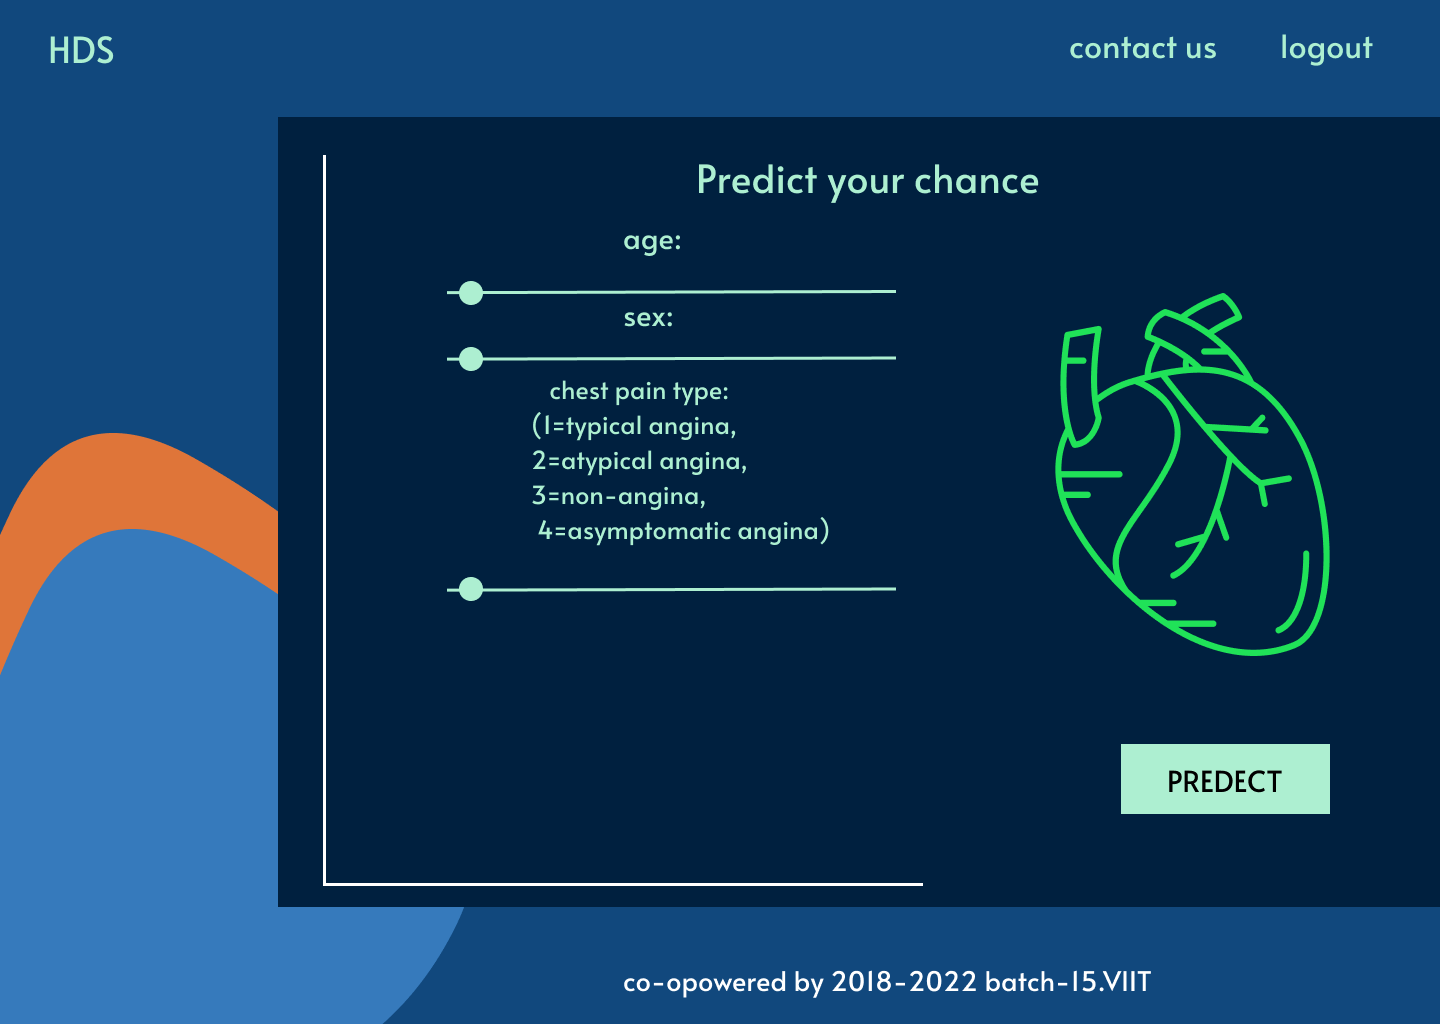 HDS
contact us
logout
Predict your chance
age:
sex:
chest pain type:
(1=typical angina,
2=atypical angina,
3=non-angina,
4=asymptomatic angina)
PREDECT
co-opowered by 2018-2022 batch-15.VIIT